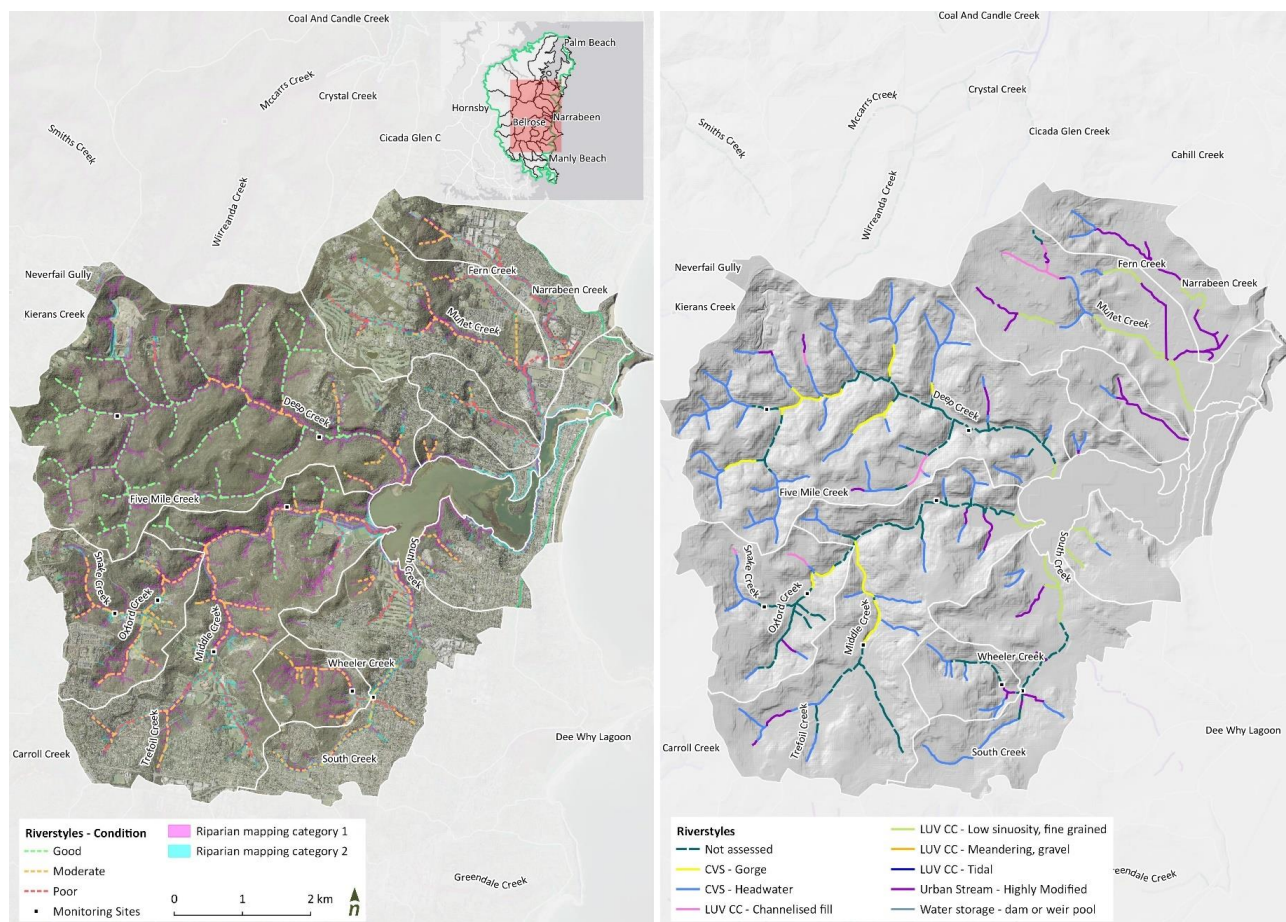 Coal And Candle Creek
Palm Beach
Mccarrs Creek
Crystal Creek
Hornsby
Narrabeen
Belrose
Smiths Creek
Cicada Glen C
Manly Beach
Wirreanda Creek
Neverfail Gully
Fern Creek
Kierans Creek
Narrabeen Creek
Mullet Creek
Deep Creek
Five Mile Creek
Snake Creek
Oxford Creek
South Creek
Middle Creek
Wheeler Creek
Trefoil Creek
Carroll Creek
South Creek
Dee Why Lagoon
Greendale Creek
Riverstyles - Condition
Good
Moderate
Poor
Monitoring Sites
Riparian mapping category 1
Riparian mapping category 2
0 1 2 km
n
Coal And Candle Creek
Mccarrs Creek
Crystal Creek
Smiths Creek
Cicada Glen Creek
Cahill Creek
Wirreanda Creek
Neverfail Gully
Fern Creek
Kierans Creek
Narrabeen Creek
Mullet Creek
Deep Creek
Five Mile Creek
Snake Creek
Oxford Creek
South Creek
Middle Creek
Wheeler Creek
Trefoil Creek
Carroll Creek
South Creek
Dee Why Lagoon
Greendale Creek
Riverstyles
Not assessed
CVS - Gorge
CVS - Headwater
LUV CC - Channelised fill
LUV CC - Low sinuosity, fine grained
LUV CC - Meandering, gravel
LUV CC - Tidal
Urban Stream - Highly Modified
Water storage - dam or weir pool